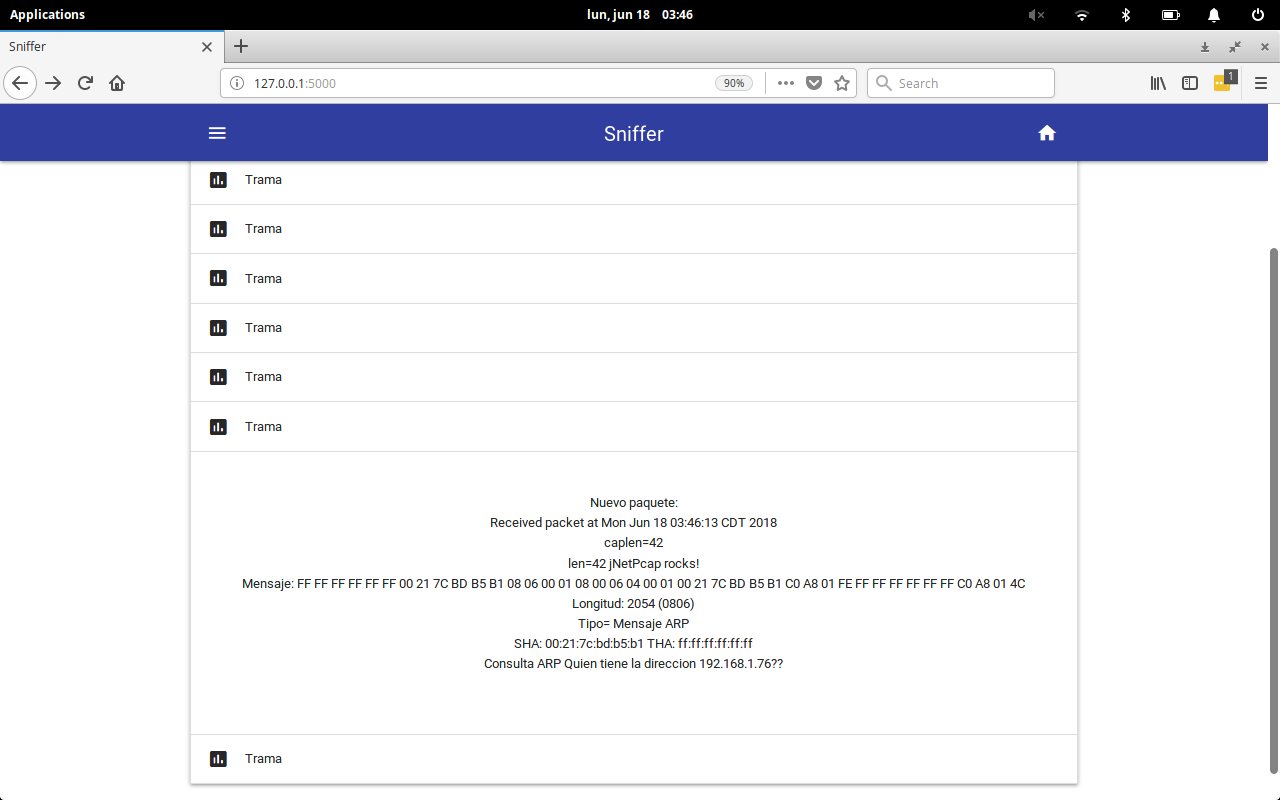 Applications
lun, jun 18 03:46
Sniffer
127.0.0.1:5000
90%
Search
1
Sniffer
Trama
Trama
Trama
Trama
Trama
Trama
Nuevo paquete:
Received packet at Mon Jun 18 03:46:13 CDT 2018
caplen=42
len=42 jNetPcap rocks!
Mensaje: FF FF FF FF FF FF 00 21 7C BD B5 B1 08 06 00 01 08 00 06 04 00 01 00 21 7C BD B5 B1 C0 A8 01 FE FF FF FF FF FF FF C0 A8 01 4C
Longitud: 2054 (0806)
Tipo= Mensaje ARP
SHA: 00:21:7c:bd:b5:b1 THA: ff:ff:ff:ff:ff:ff
Consulta ARP Quien tiene la direccion 192.168.1.76??
Trama